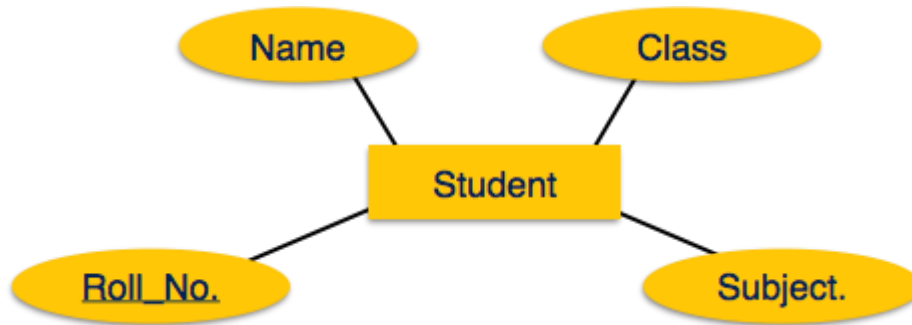 Name
Class
Student
Roll_No.
Subject.